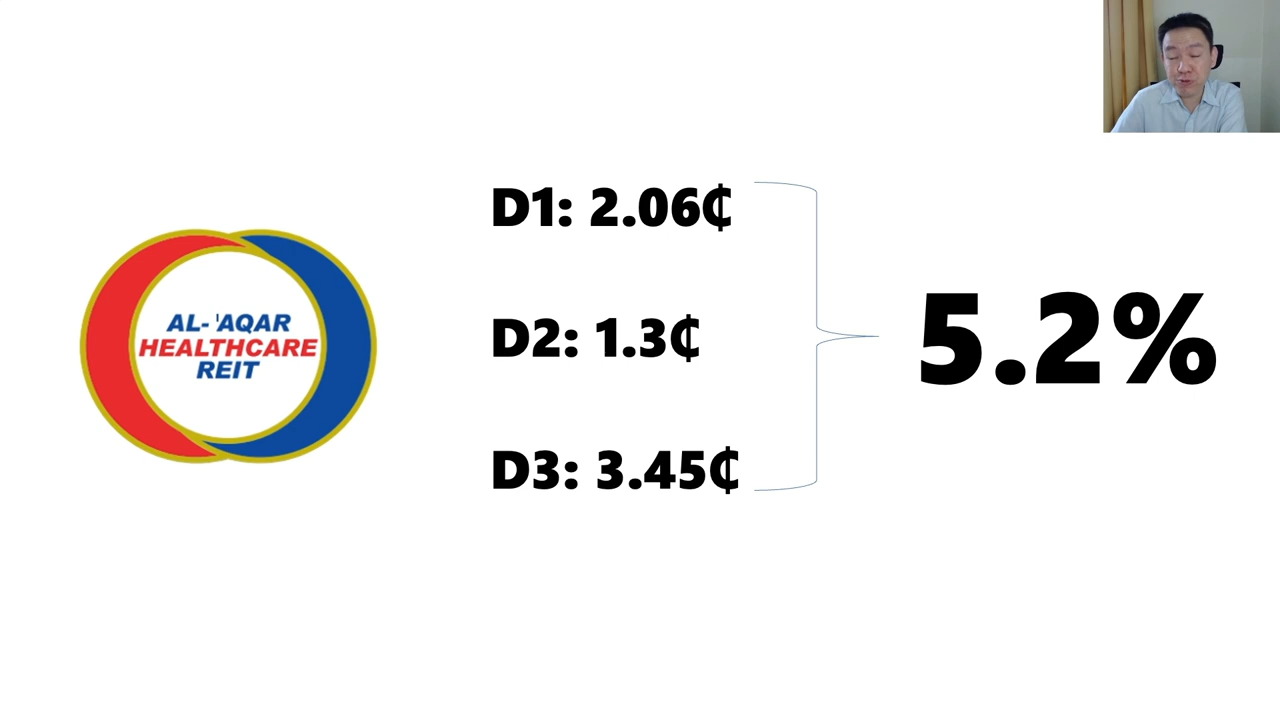 AL-'AQAR
HEALTHCARE
REIT
D1: 2.06₵
D2: 1.3₵
D3: 3.45₵
5.2%